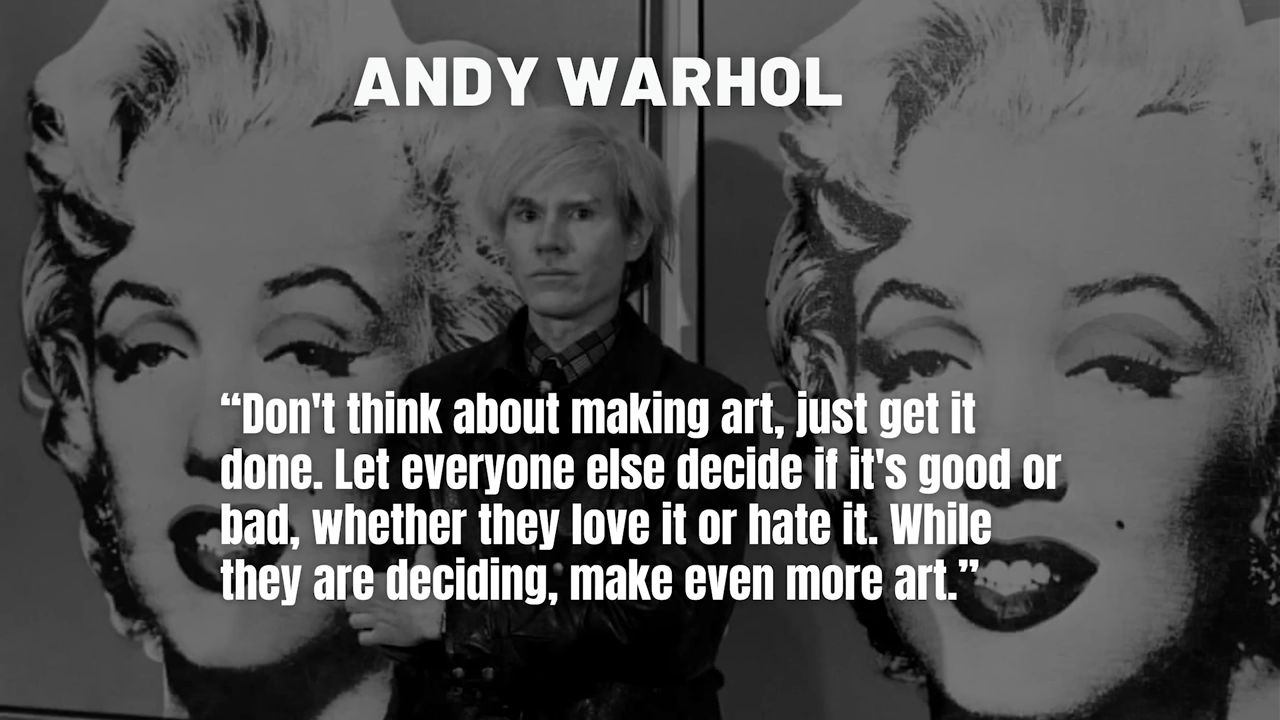 ANDY WARHOL
“Don't think about making art, just get it
done. Let everyone else decide if it's good or
bad, whether they love it or hate it. While
they are deciding, make even more art.”